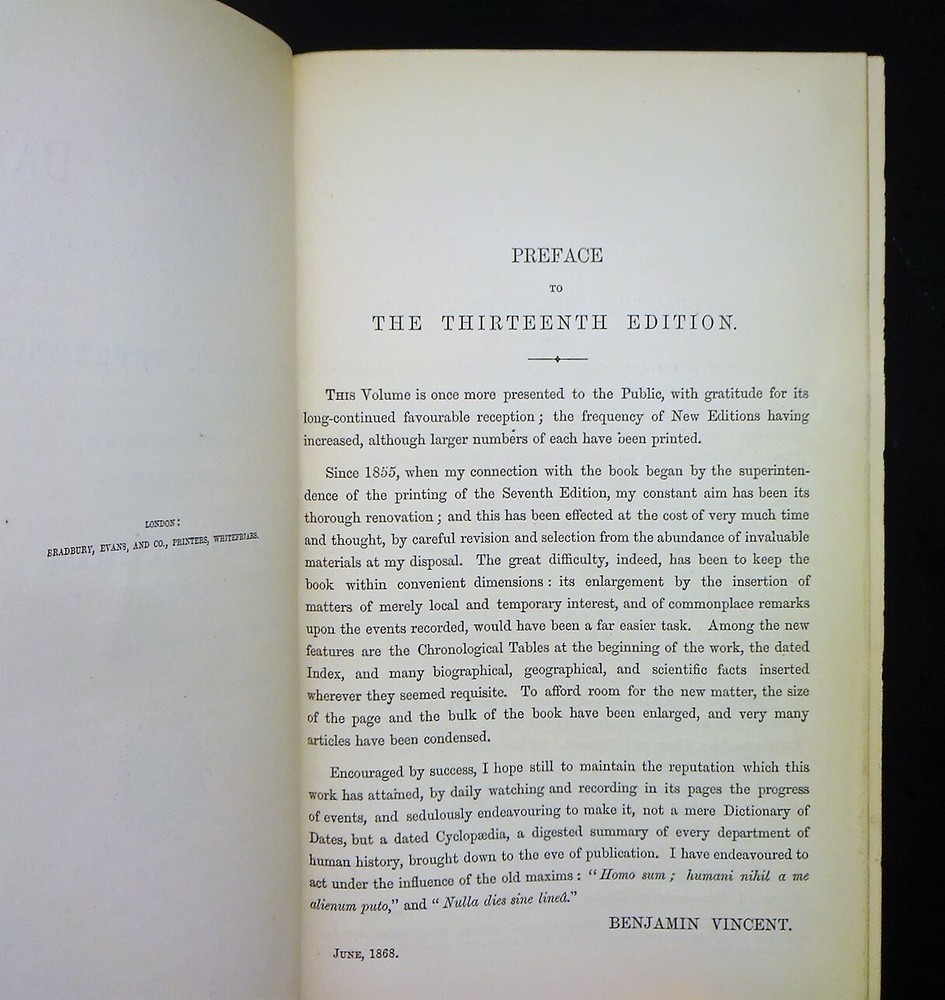 LONDON:
BRADBURY, EVANS, AND CO., PRINTERS, WHITEFRIARS.
PREFACE
TO
THE THIRTEENTH EDITION.
This Volume is once more presented to the Public, with gratitude for its
long-continued favourable reception; the frequency of New Editions having
increased, although larger numbers of each have been printed.
Since 1855, when my connection with the book began by the superinten-
dence of the printing of the Seventh Edition, my constant aim has been its
thorough renovation; and this has been effected at the cost of very much time
and thought, by careful revision and selection from the abundance of invaluable
materials at my disposal. The great difficulty, indeed, has been to keep the
book within convenient dimensions: its enlargement by the insertion of
matters of merely local and temporary interest, and of commonplace remarks
upon the events recorded, would have been a far easier task. Among the new
features are the Chronological Tables at the beginning of the work, the dated
Index, and many biographical, geographical, and scientific facts inserted
wherever they seemed requisite. To afford room for the new matter, the size
of the page and the bulk of the book have been enlarged, and very many
articles have been condensed.
Encouraged by success, I hope still to maintain the reputation which this
work has attained, by daily watching and recording in its pages the progress
of events, and sedulously endeavouring to make it, not a mere Dictionary of
Dates, but a dated Cyclopædia, a digested summary of every department of
human history, brought down to the eve of publication. I have endeavoured to
act under the influence of the old maxims: "Homo sum; humani nihil a me
alienum puto," and "Nulla dies sine lineâ."
BENJAMIN VINCENT.
June, 1868.